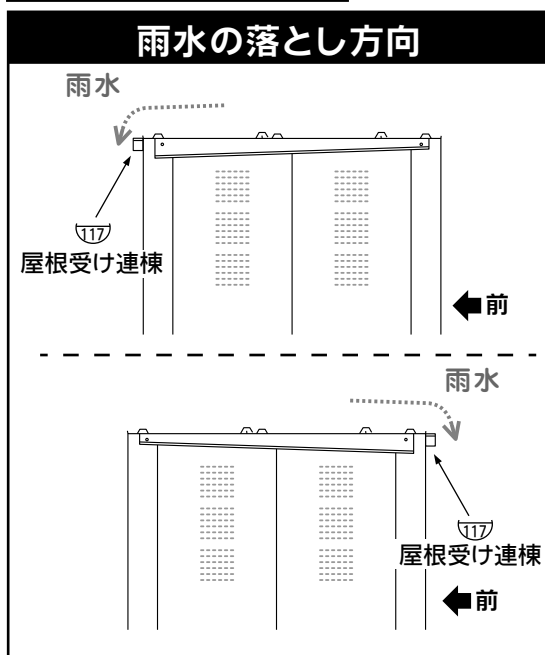 雨水の落とし方向
雨水
117
屋根受け連棟
前
雨水
117
屋根受け連棟
前